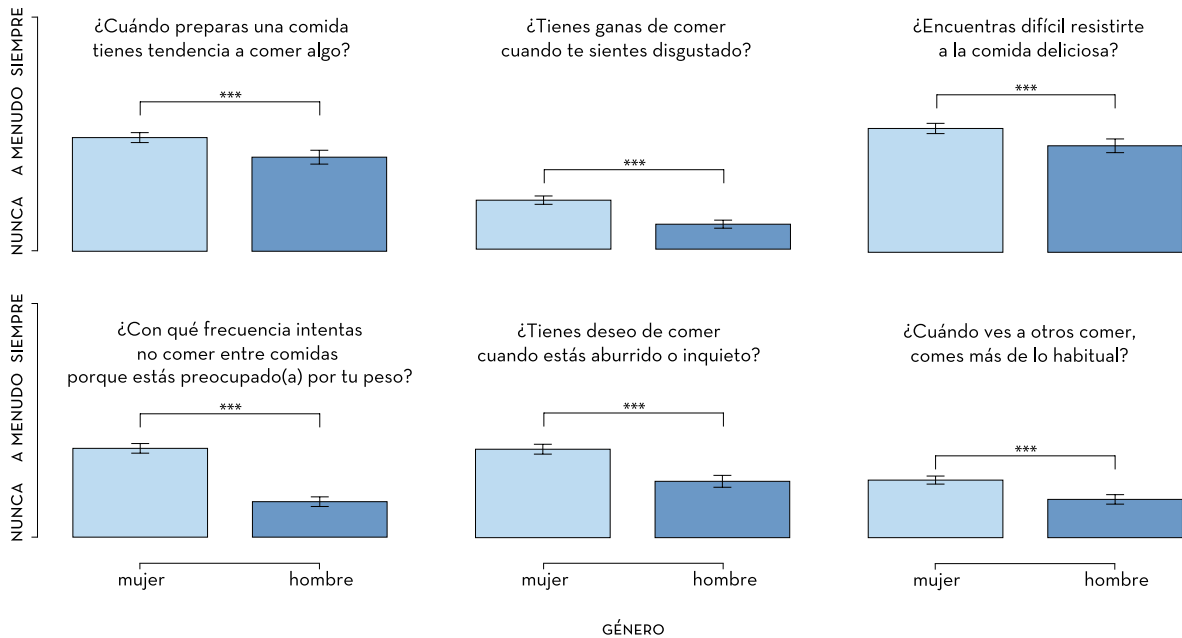 ¿Cuándo preparas una comida
tienes tendencia a comer algo?
¿Tienes ganas de comer
cuando te sientes disgustado?
¿Encuentras difícil resistirte
a la comida deliciosa?
NUNCA A MENUDO SIEMPRE
***
***
***
¿Con qué frecuencia intentas
no comer entre comidas
porque estás preocupado(a) por tu peso?
¿Tienes deseo de comer
cuando estás aburrido o inquieto?
¿Cuándo ves a otros comer,
comes más de lo habitual?
NUNCA A MENUDO SIEMPRE
***
***
***
mujer hombre
mujer hombre
mujer hombre
GÉNERO